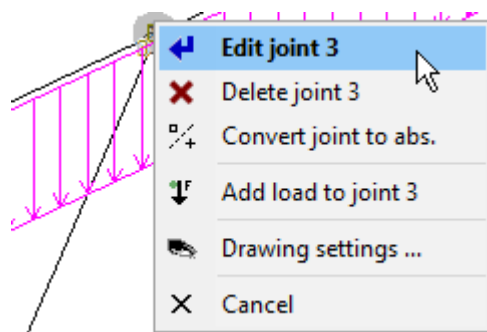 Edit joint 3
Delete joint 3
Convert joint to abs.
Add load to joint 3
Drawing settings ...
Cancel